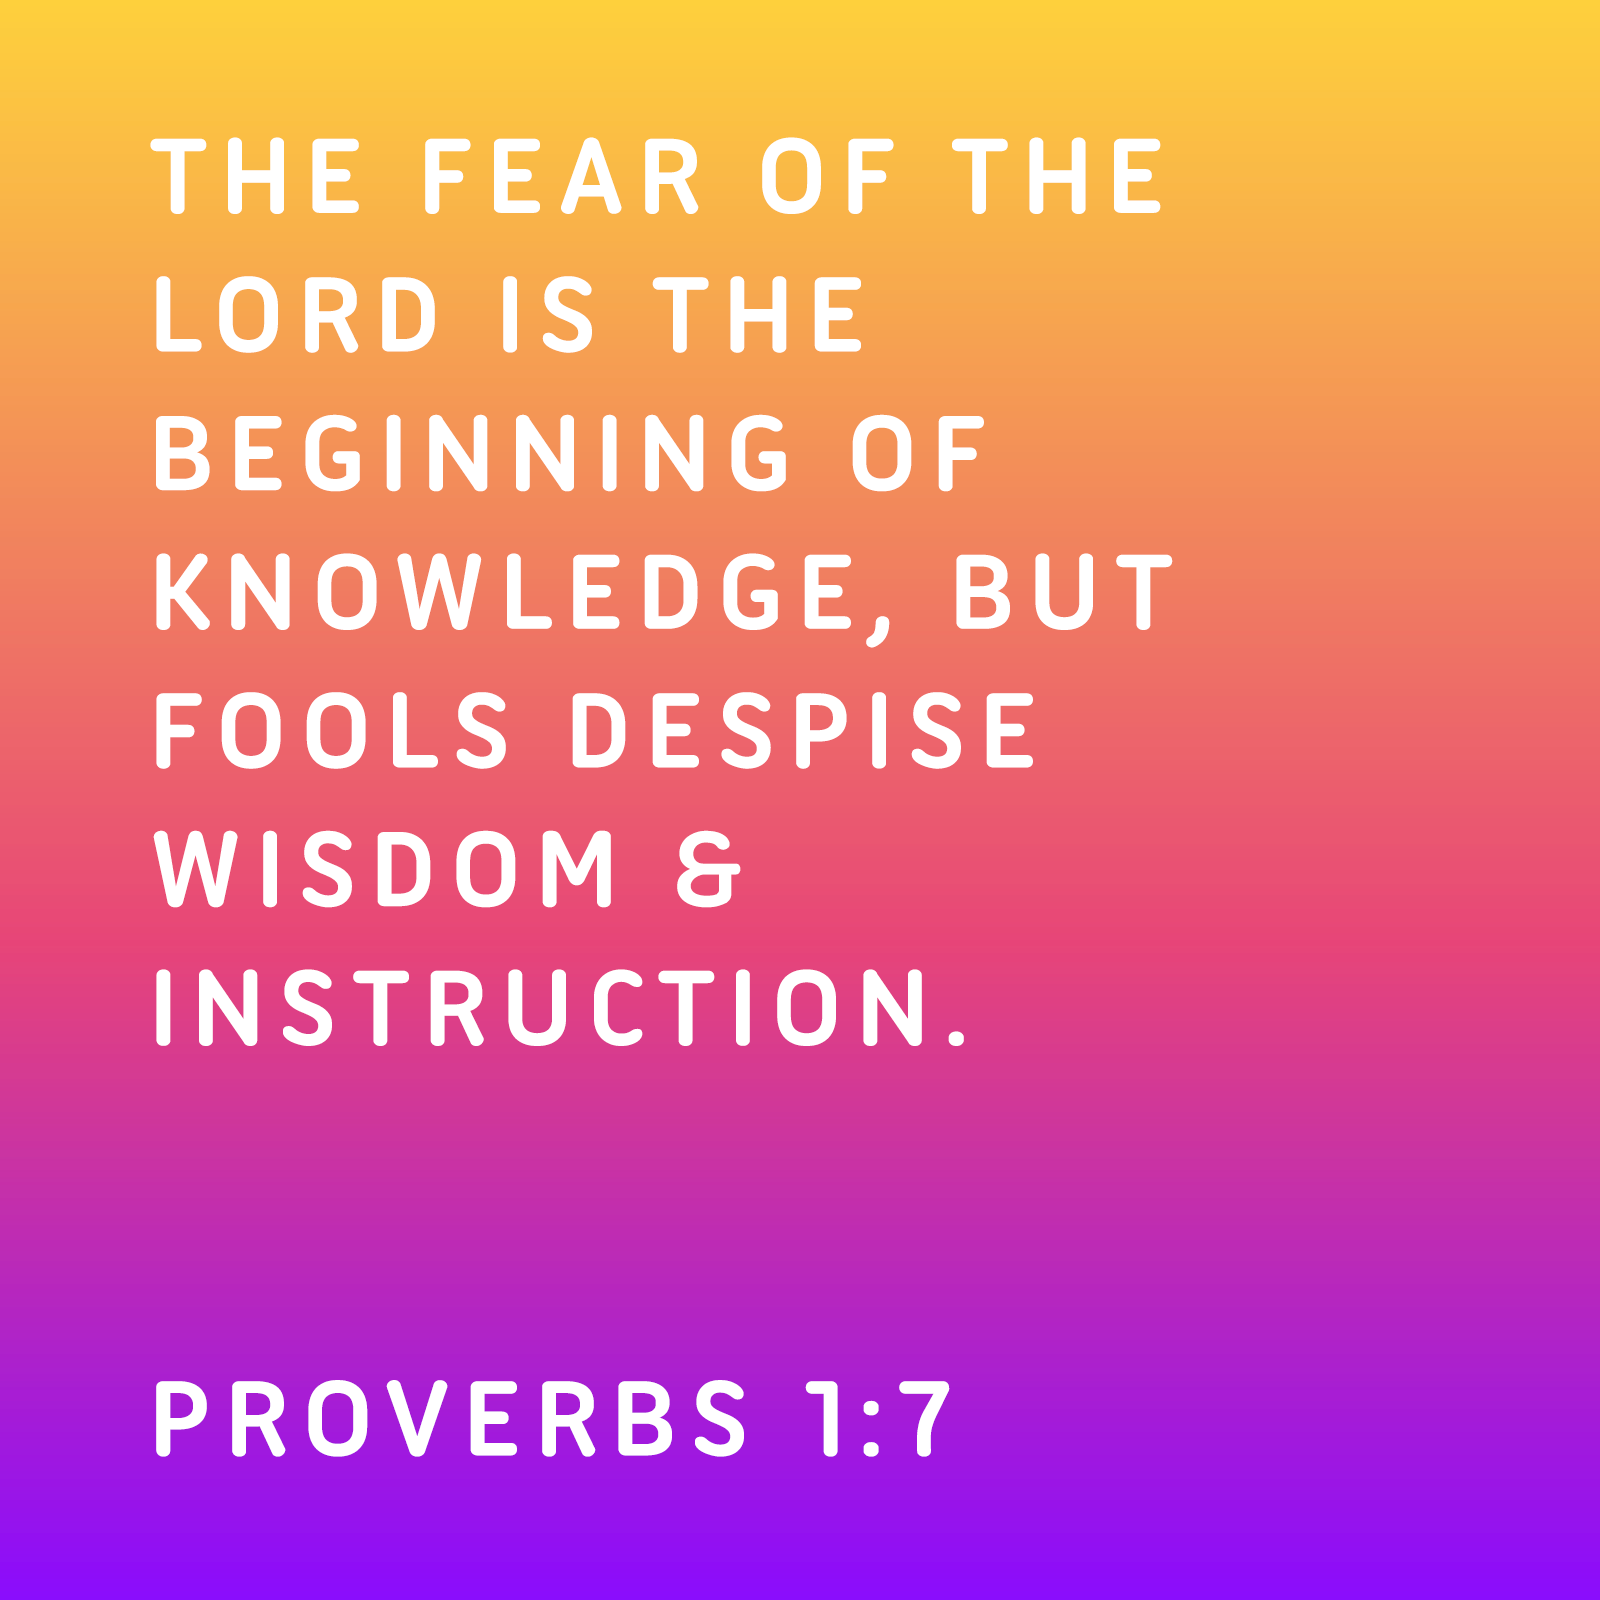 THE FEAR OF THE
LORD IS THE
BEGINNING OF
KNOWLEDGE, BUT
FOOLS DESPISE
WISDOM &
INSTRUCTION.
PROVERBS 1:7